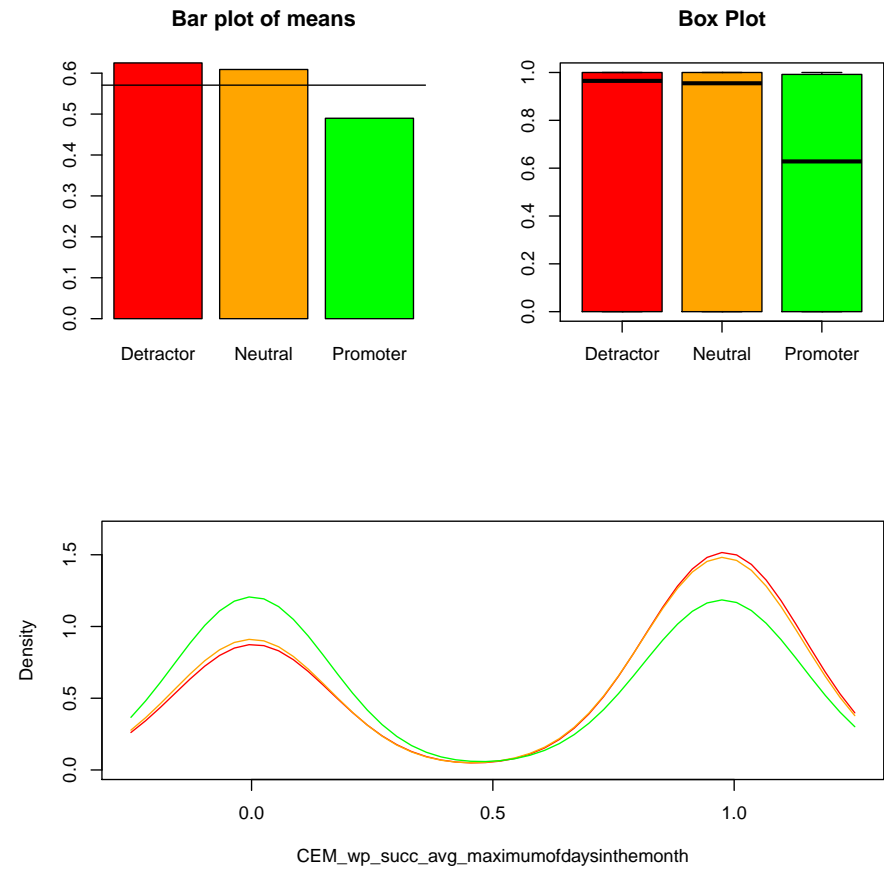 Bar plot of means
0.0 0.1 0.2 0.3 0.4 0.5 0.6
Detractor Neutral Promoter
Box Plot
0.0 0.2 0.4 0.6 0.8 1.0
Detractor Neutral Promoter
Density
0.0 0.5 1.0 1.5
0.0 0.5 1.0
CEM_wp_succ_avg_maximumofdaysinthemonth